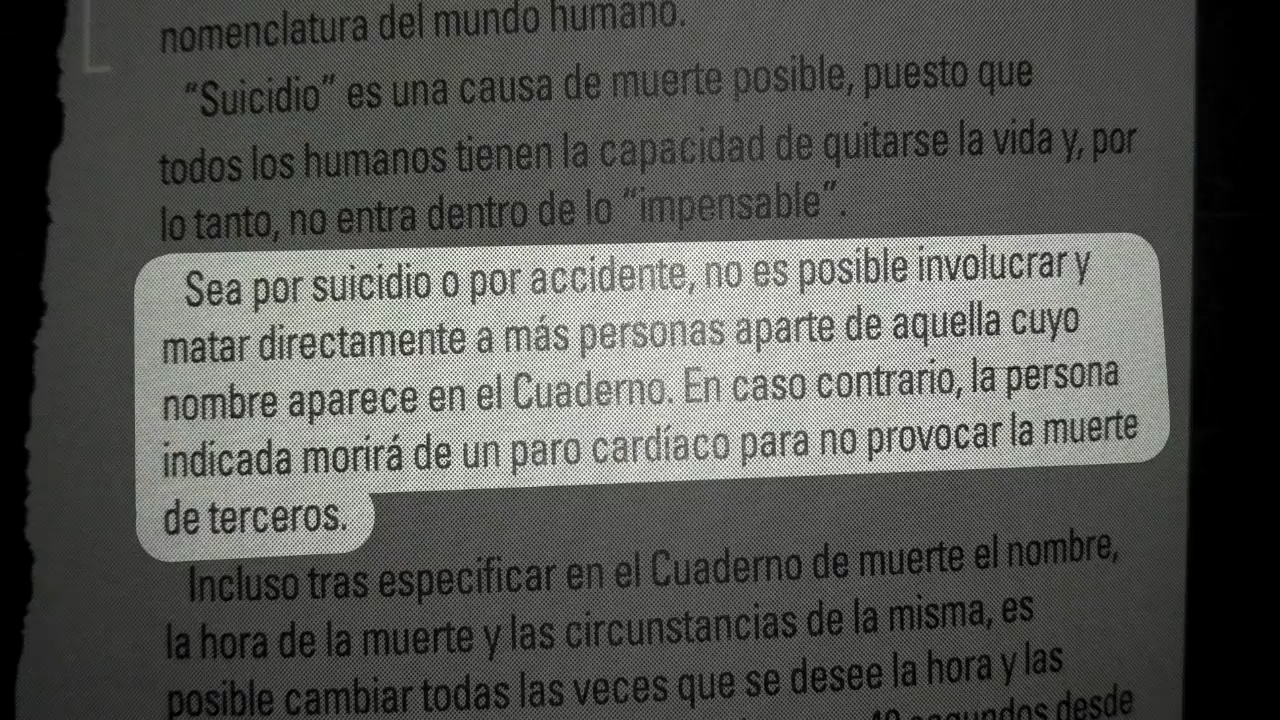 nomenclatura del mundo humano.
“Suicidio” es una causa de muerte posible, puesto que
todos los humanos tienen la capacidad de quitarse la vida y, por
lo tanto, no entra dentro de lo “impensable”.
Sea por suicidio o por accidente, no es posible involucrar y
matar directamente a más personas aparte de aquella cuyo
nombre aparece en el Cuaderno. En caso contrario, la persona
indicada morirá de un paro cardíaco para no provocar la muerte
de terceros.
Incluso tras especificar en el Cuaderno de muerte el nombre,
la hora de la muerte y las circunstancias de la misma, es
posible cambiar todas las veces que se desee la hora y las
segundos desde